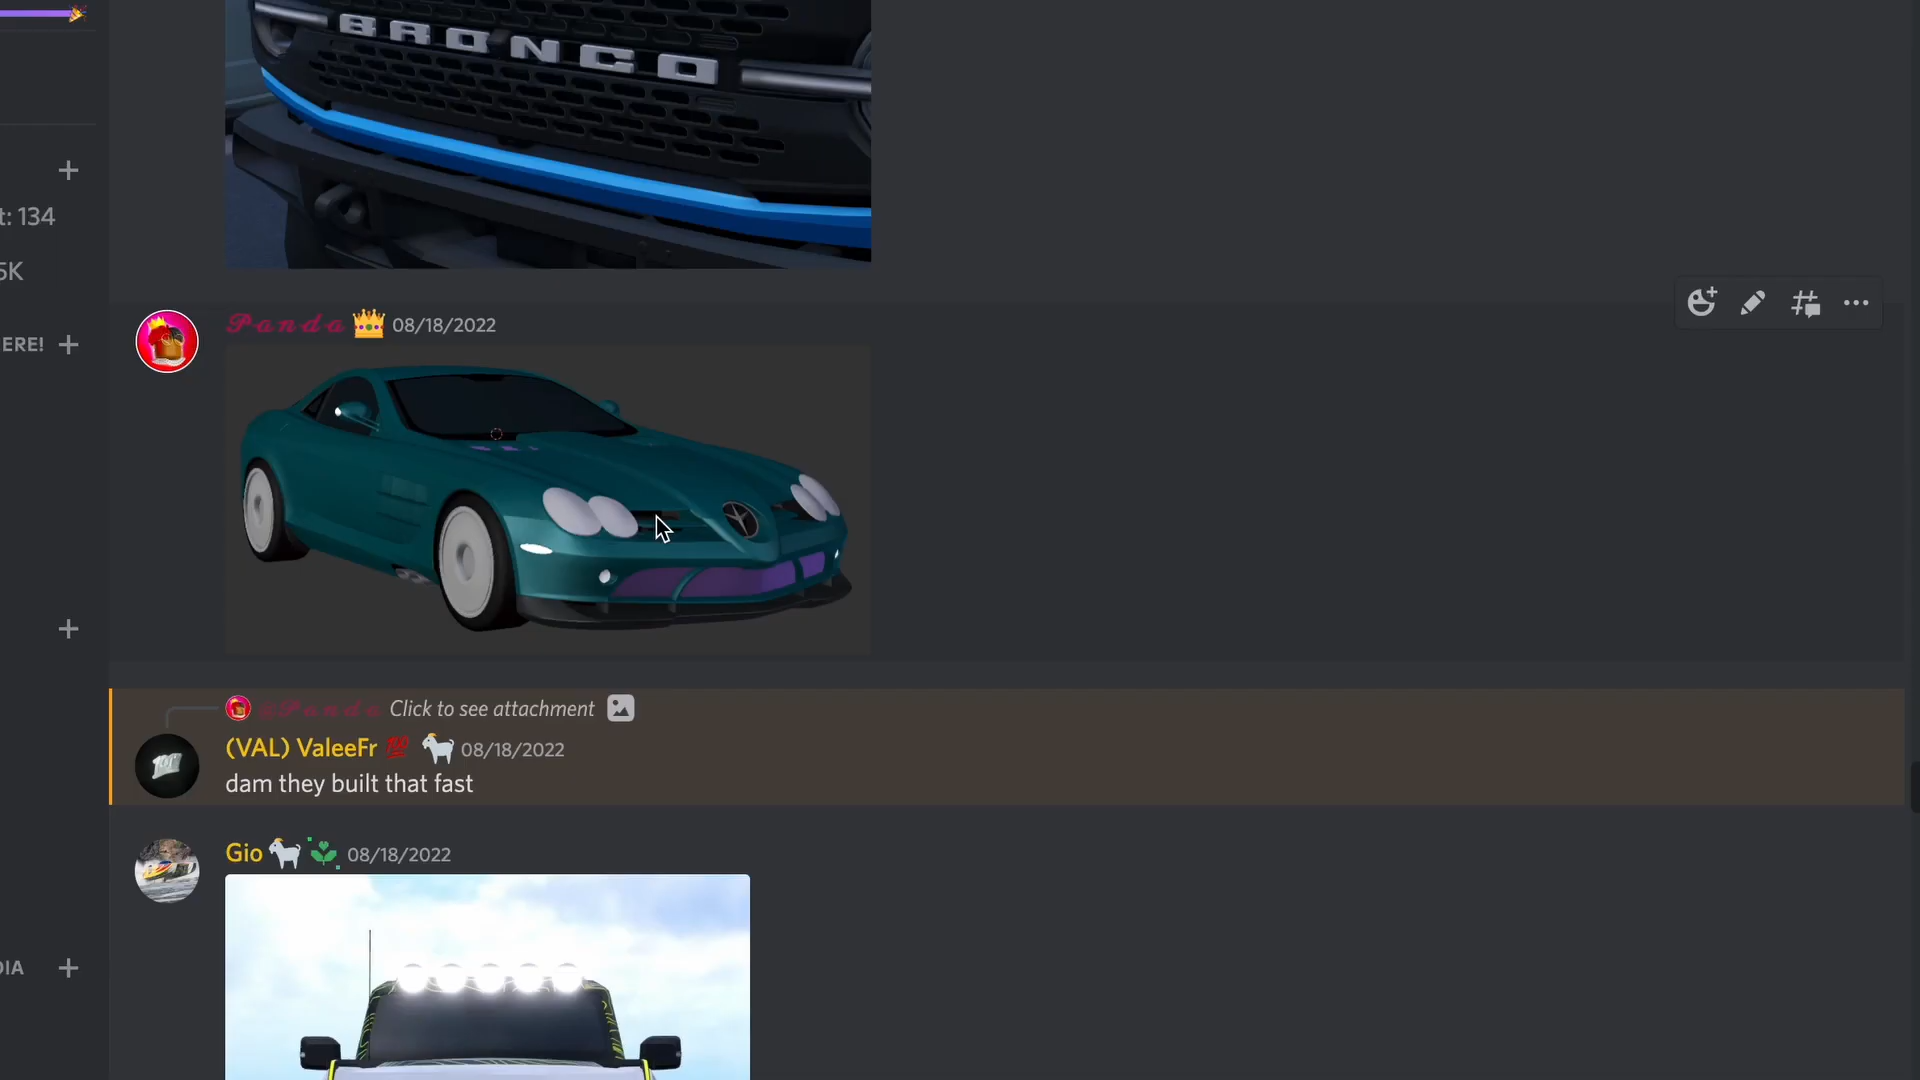 BRONCO
t: 134
5K
ERE!
DIA
Panda 08/18/2022
@Panda Click to see attachment
(VAL) ValeeFr 💯 08/18/2022
dam they built that fast
Gio 08/18/2022